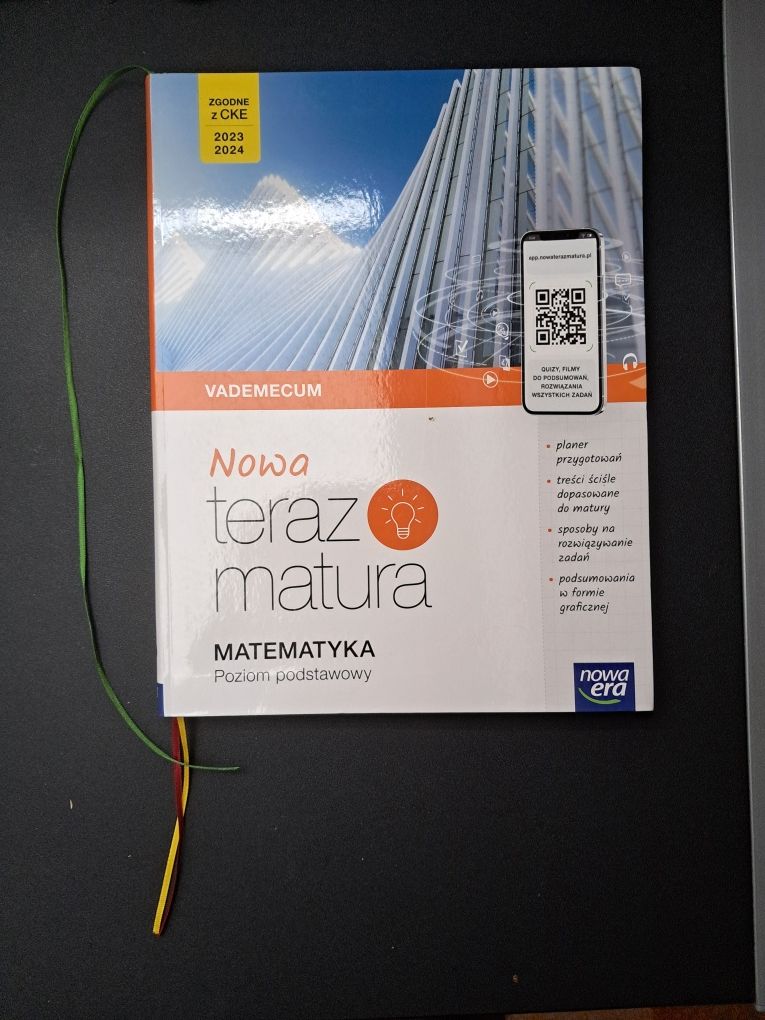 ZGODNE
z CKE
2023
2024
app.nowaterazmatura.pl
QUIZY, FILMY
DO PODSUMOWAŃ,
ROZWIĄZANIA
WSZYSTKICH ZADAŃ
VADEMECUM
Nowa
teraz
matura
MATEMATYKA
Poziom podstawowy
• planer
przygotowań
• treści ściśle
dopasowane
do matury
• sposoby na
rozwiązywanie
zadań
• podsumowania
w formie
graficznej
nowa
era